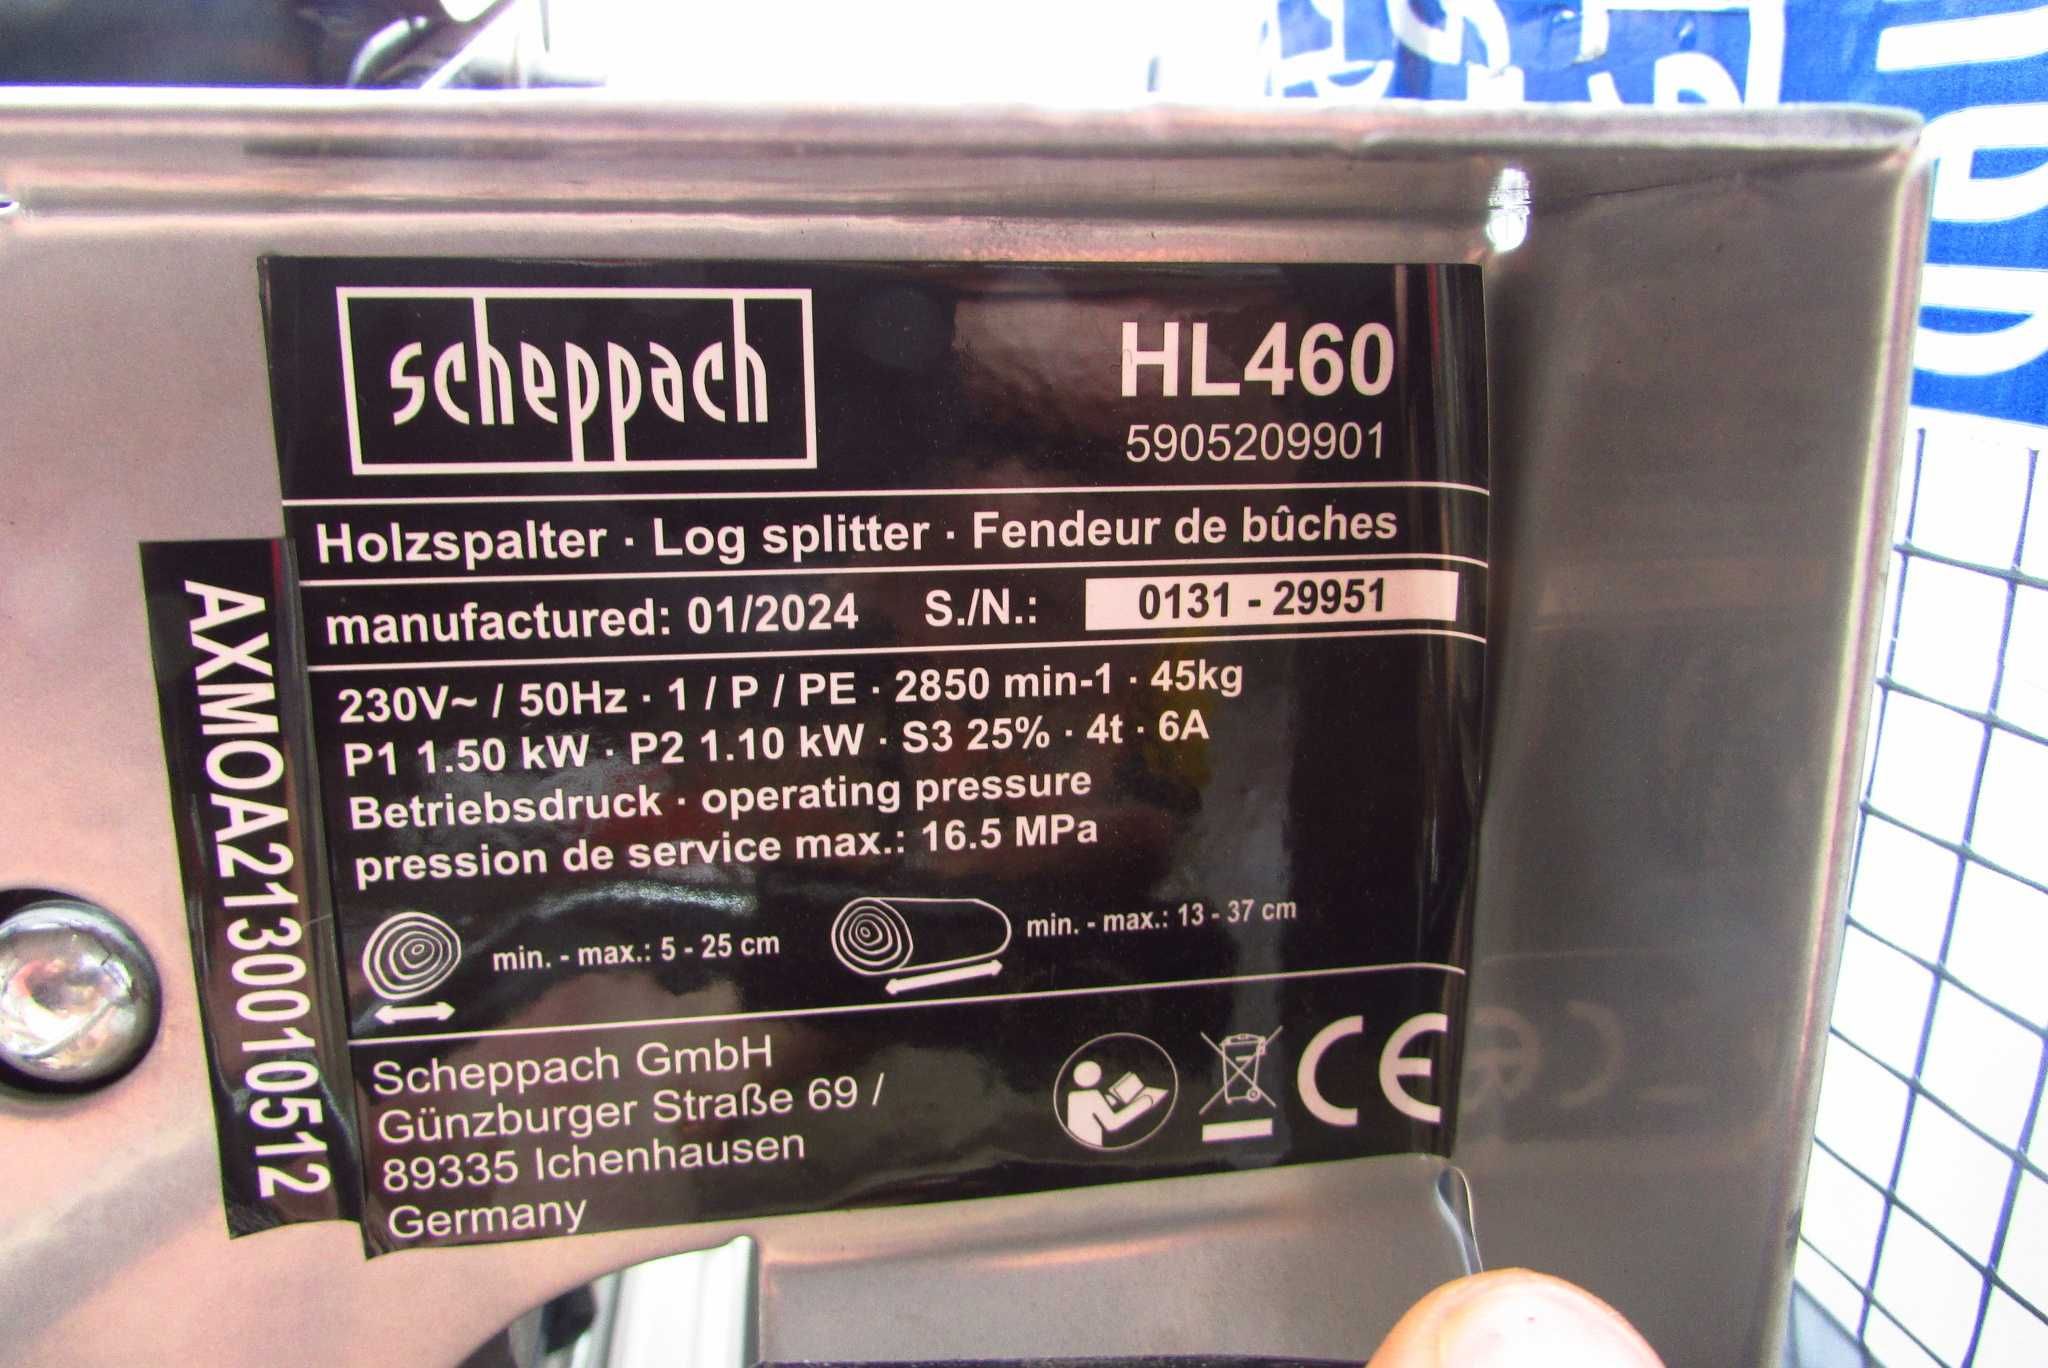 scheppach
HL460
5905209901
Holzspalter · Log splitter · Fendeur de bûches
manufactured: 01/2024 S./N.: 0131 - 29951
230V~ / 50Hz · 1 / P / PE · 2850 min-1 · 45kg
P1 1.50 kW · P2 1.10 kW · S3 25% · 4t · 6A
Betriebsdruck · operating pressure
pression de service max.: 16.5 MPa
min. - max.: 5 - 25 cm
min. - max.: 13 - 37 cm
Scheppach GmbH
Günzburger Straße 69 /
89335 Ichenhausen
Germany
CE
AXMOA2130010512